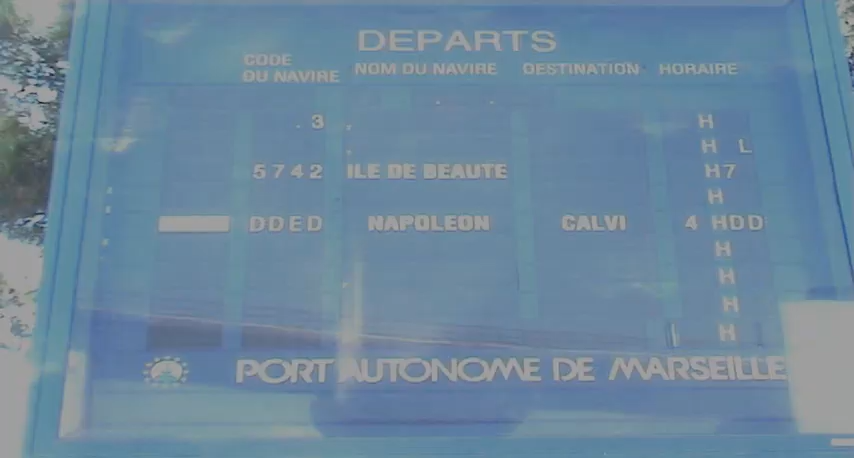 DEPARTS
CODE DU NAVIRE NOM DU NAVIRE DESTINATION HORAIRE
. 3 H
H L
5742 ILE DE BEAUTE H7
H
DDED NAPOLEON CALVI 4 HDD
H
H
H
H
PORT AUTONOME DE MARSEILLE